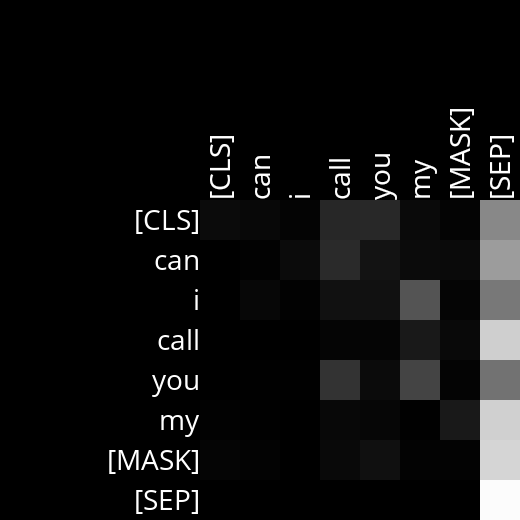 [CLS] can i call you my [MASK] [SEP]
[CLS]
can
i
call
you
my
[MASK]
[SEP]